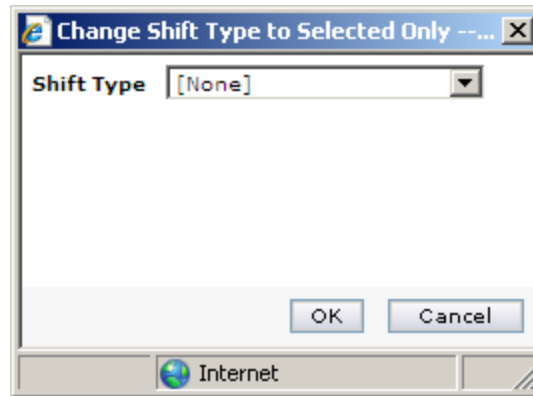 Change Shift Type to Selected Only --...
Shift Type [None]
OK Cancel
Internet